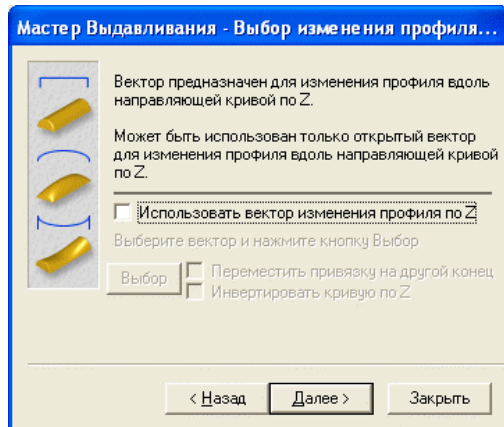 Мастер Выдавливания - Выбор изменения профиля...
Вектор предназначен для изменения профиля вдоль
направляющей кривой по Z.
Может быть использован только открытый вектор
для изменения профиля вдоль направляющей кривой
по Z.
Использовать вектор изменения профиля по Z
Выберите вектор и нажмите кнопку Выбор
Выбор
Переместить привязку на другой конец
Инвертировать кривую по Z
< Назад Далее > Закрыть